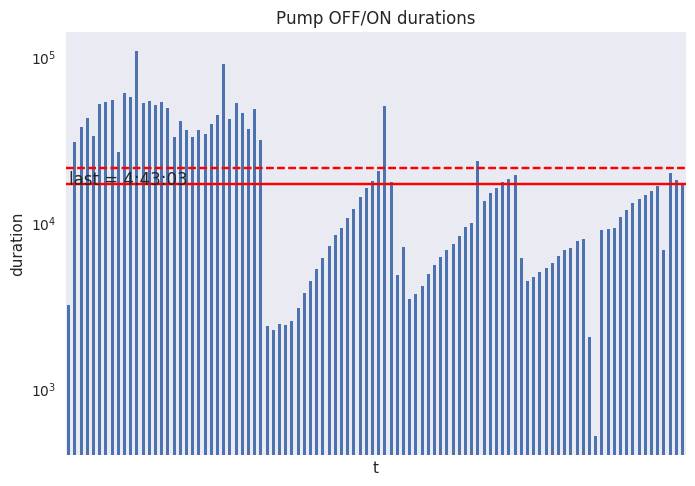 Pump OFF/ON durations
10^5
last = 4:43:03
10^4
duration
10^3
t